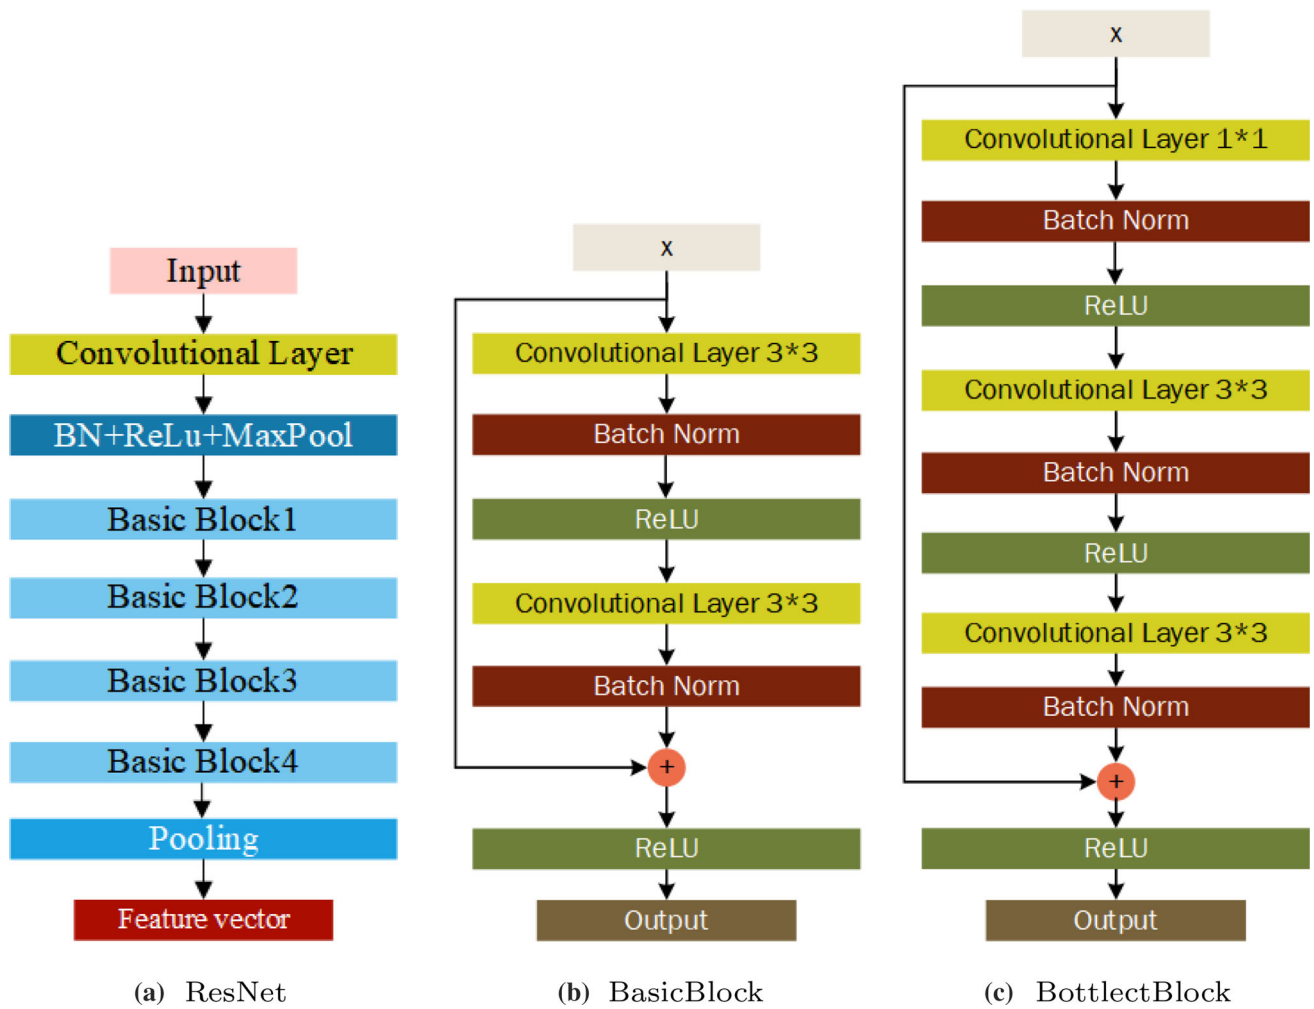 Input
Convolutional Layer
BN+ReLu+MaxPool
Basic Block1
Basic Block2
Basic Block3
Basic Block4
Pooling
Feature vector
(a) ResNet
x
Convolutional Layer 3*3
Batch Norm
ReLU
Convolutional Layer 3*3
Batch Norm
+
ReLU
Output
(b) BasicBlock
x
Convolutional Layer 1*1
Batch Norm
ReLU
Convolutional Layer 3*3
Batch Norm
ReLU
Convolutional Layer 3*3
Batch Norm
+
ReLU
Output
(c) BottlectBlock